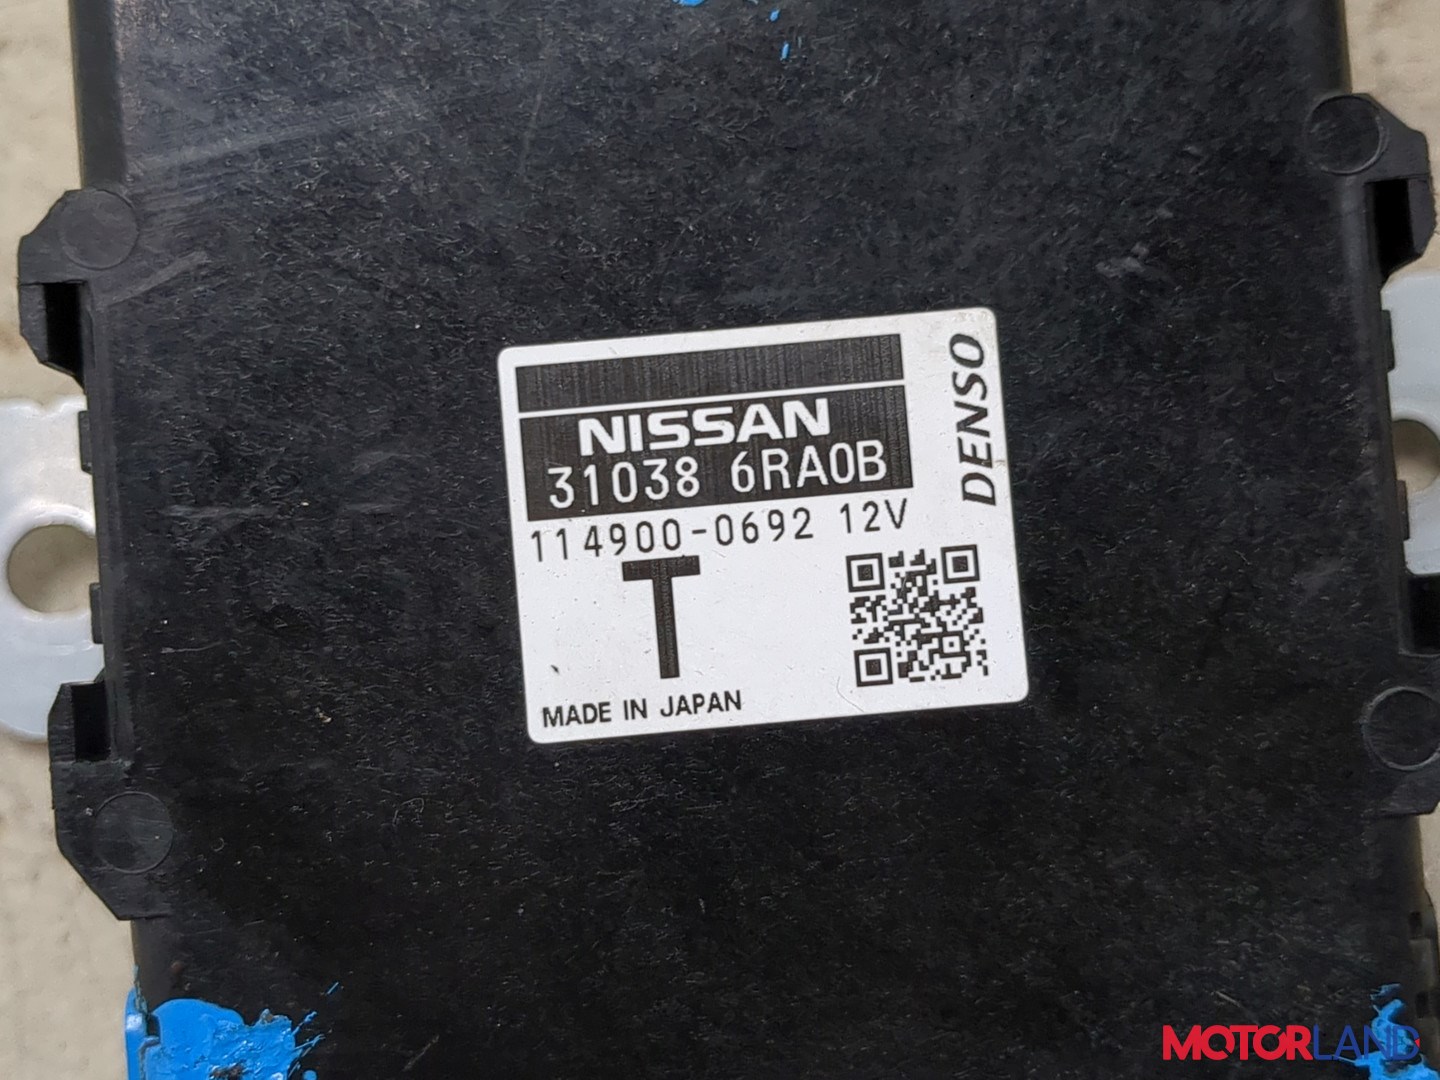 NISSAN
31038 6RA0B
114900-0692 12V
T
MADE IN JAPAN
DENSO
MOTORLAND